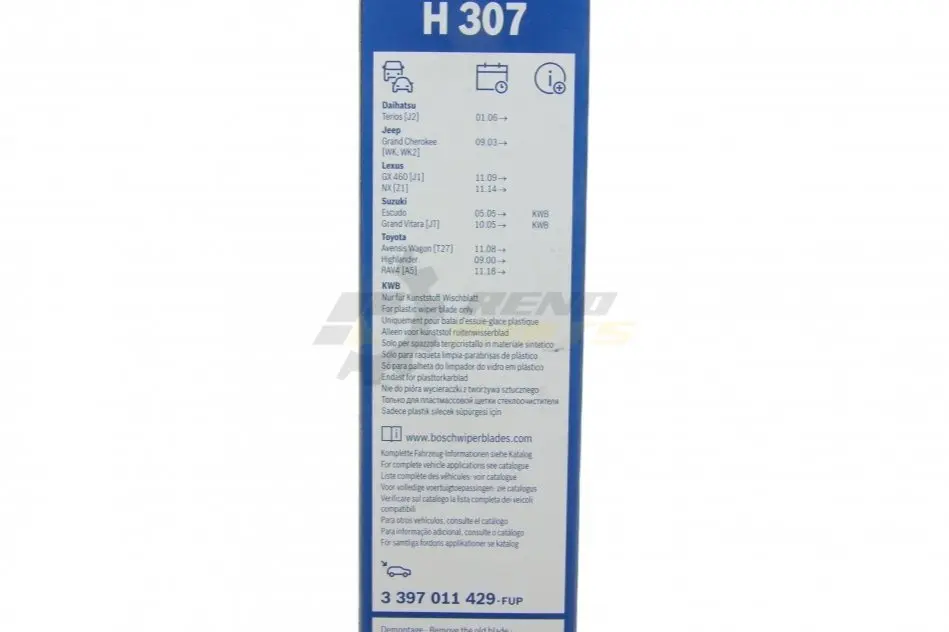 H 307
Daihatsu
Terios [J2] 01.06→
Jeep
Grand Cherokee 09.03→
[WK, WK2]
Lexus
GX 460 [J1] 11.09→
NX [Z1] 11.14→
Suzuki
Escudo 05.05→ KWB
Grand Vitara [JT] 10.05→ KWB
Toyota
Avensis Wagon [T27] 11.08→
Highlander 09.00→
RAV4 [A5] 11.18→
KWB
Nur für Kunststoff Wischblatt
For plastic wiper blade only
Uniquement pour balai d'essuie-glace plastique
Alleen voor kunststof ruitenwisserblad
Solo per spazzola tergicristallo in materiale sintetico
Sólo para raqueta limpia-parabrisas de plástico
Só para palheta do limpador do vidro em plástico
Endast för plasttorkarblad
Nie do pióra wycieraczki z tworzywa sztucznego
Только для пластмассовой щетки стеклоочистителя
Sadece plastik silecek süpürgesi için
www.boschwiperblades.com
Komplette Fahrzeug-Informationen siehe Katalog
For complete vehicle applications see catalogue
Liste complète des véhicules: voir catalogue
Voor volledige voertuigtoepassingen: zie catalogus
Verificare sul catalogo la lista completa dei veicoli
compatibili
Para otros vehículos, consulte el catálogo
Para informação adicional, consulte o catálogo
För samtliga fordons applikationer se katalog
3 397 011 429-FUP
Demontage - Remove the old blade -